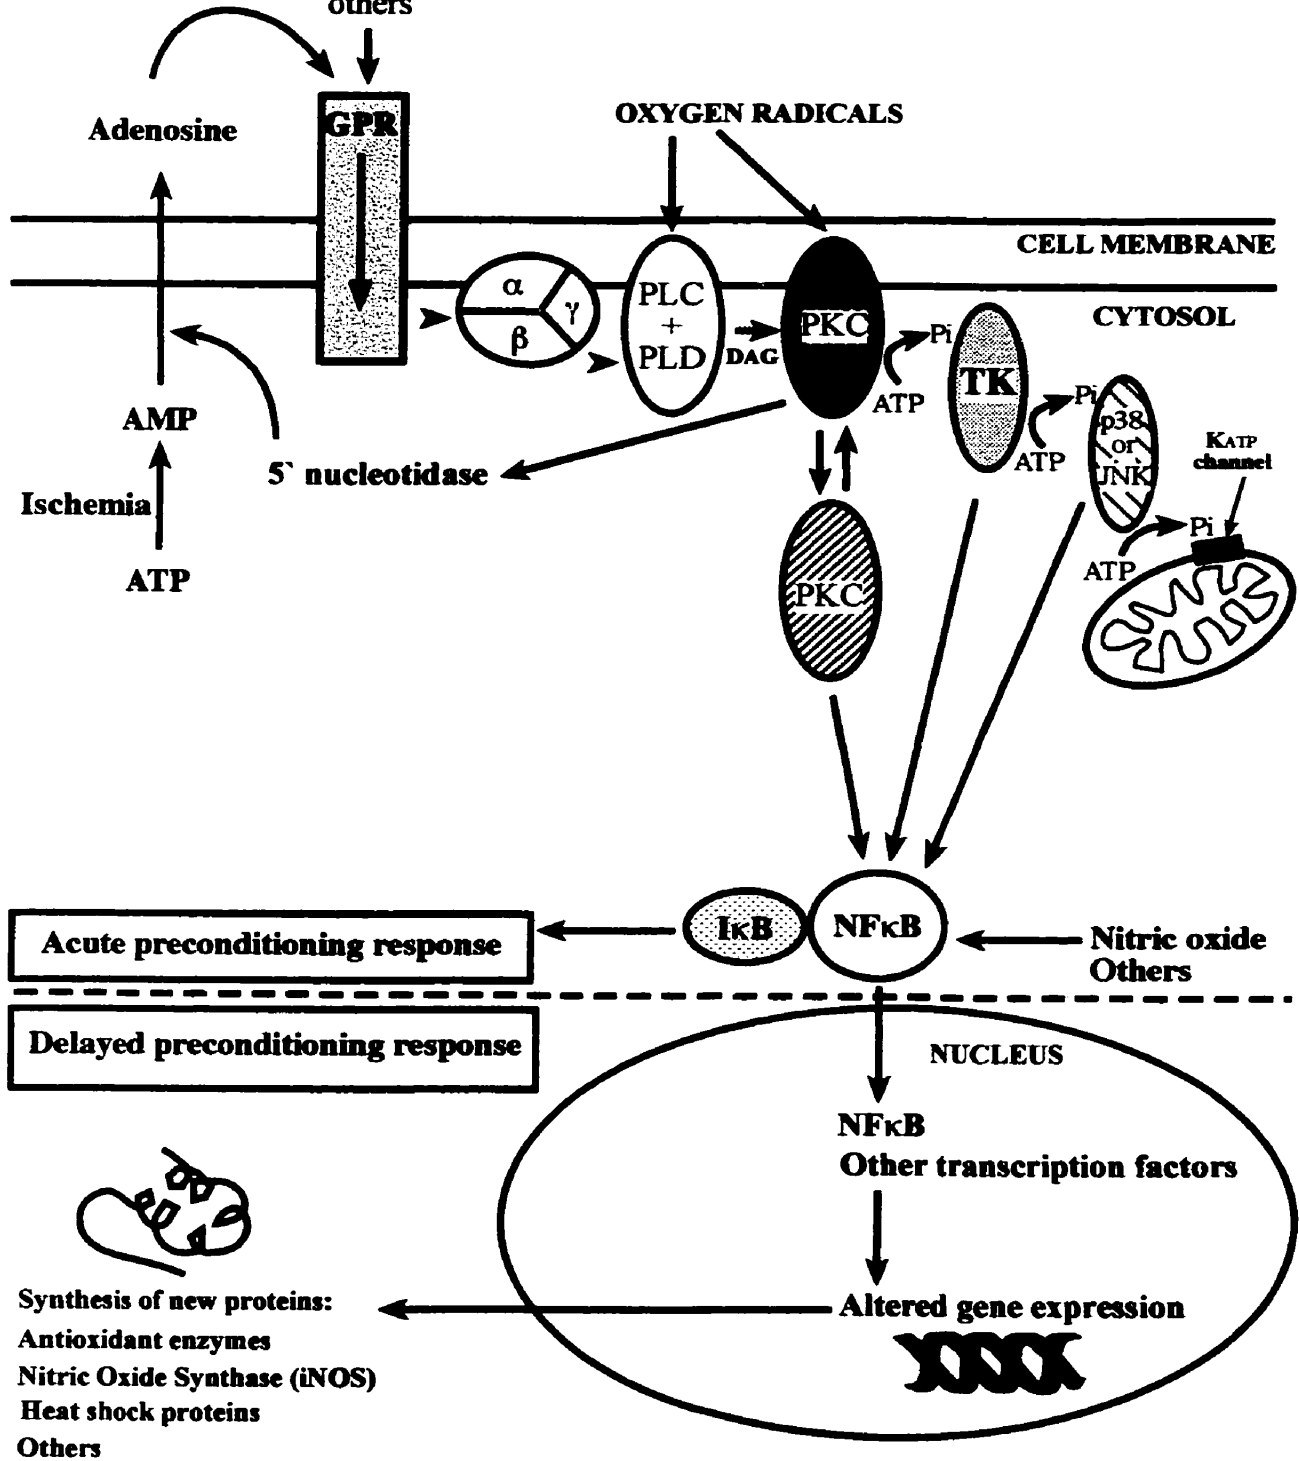 others
GPR
Adenosine
OXYGEN RADICALS
CELL MEMBRANE
CYTOSOL
α
β
γ
PLC
+
PLD
DAG
PKC
Pi
ATP
TK
Pi
ATP
p38
or
JNK
KATP
channel
Pi
ATP
AMP
5` nucleotidase
Ischemia
ATP
PKC
IκB
NFκB
Nitric oxide
Others
Acute preconditioning response
Delayed preconditioning response
NUCLEUS
NFκB
Other transcription factors
Altered gene expression
Synthesis of new proteins:
Antioxidant enzymes
Nitric Oxide Synthase (iNOS)
Heat shock proteins
Others